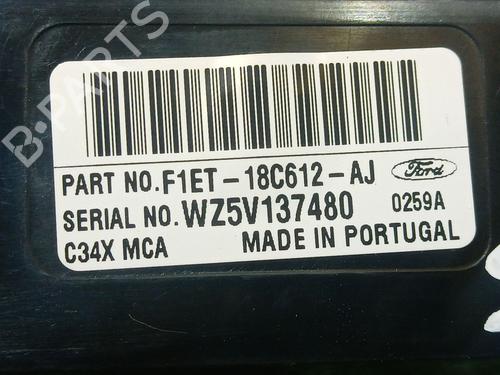 B-PARTS
PART NO. F1ET-18C612-AJ Ford
SERIAL NO. WZ5V137480 0259A
C34X MCA MADE IN PORTUGAL